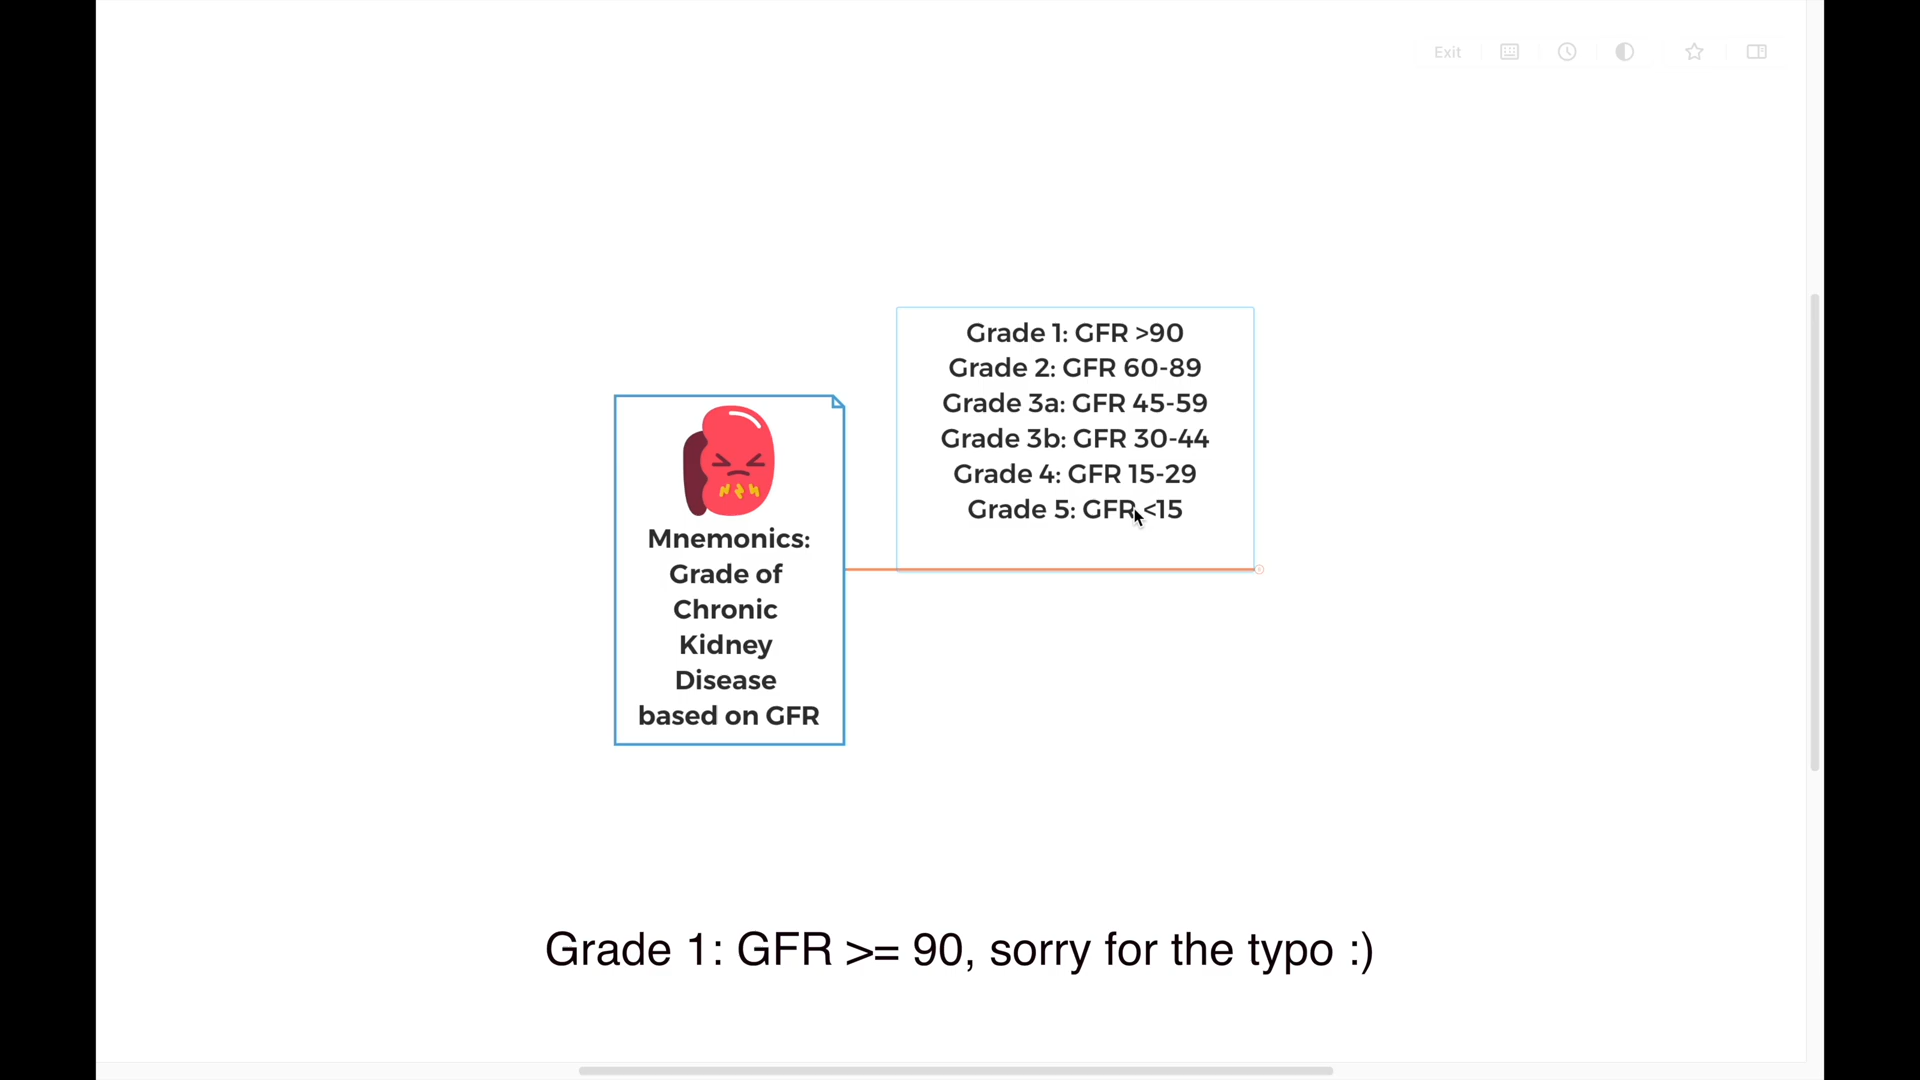 Exit
Grade 1: GFR >90
Grade 2: GFR 60-89
Grade 3a: GFR 45-59
Grade 3b: GFR 30-44
Grade 4: GFR 15-29
Grade 5: GFR <15
Mnemonics:
Grade of
Chronic
Kidney
Disease
based on GFR
Grade 1: GFR >= 90, sorry for the typo :)